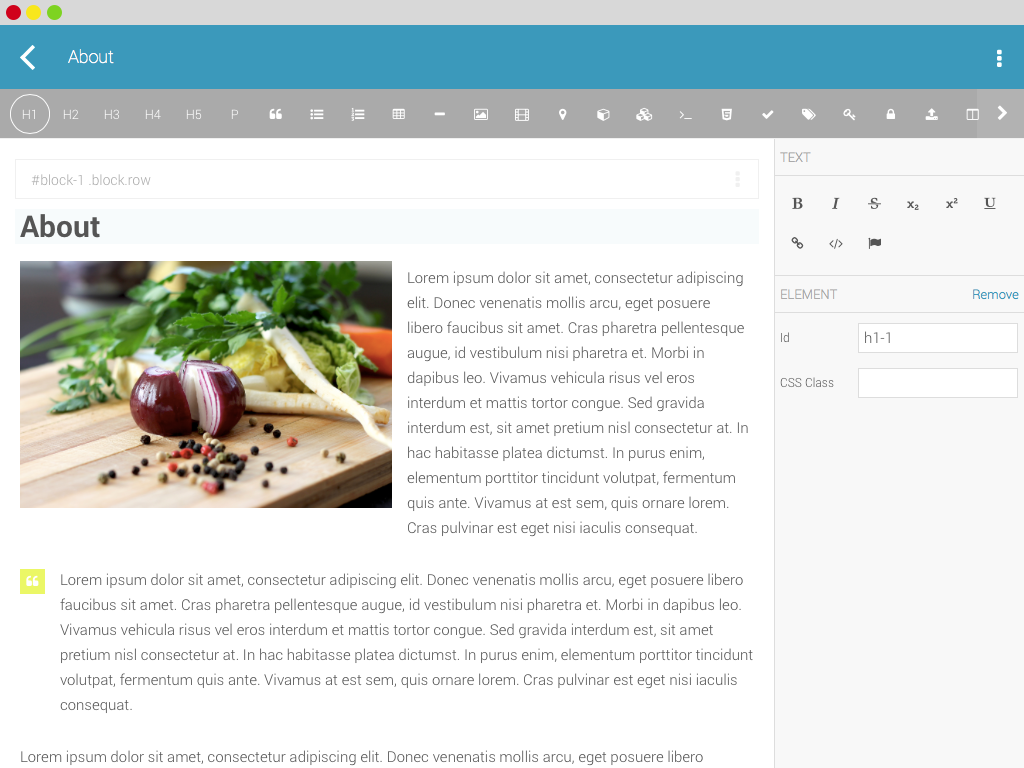 About
H1 H2 H3 H4 H5 P
#block-1 .block.row
About
Lorem ipsum dolor sit amet, consectetur adipiscing
elit. Donec venenatis mollis arcu, eget posuere
libero faucibus sit amet. Cras pharetra pellentesque
augue, id vestibulum nisi pharetra et. Morbi in
dapibus leo. Vivamus vehicula risus vel eros
interdum et mattis tortor congue. Sed gravida
interdum est, sit amet pretium nisl consectetur at. In
hac habitasse platea dictumst. In purus enim,
elementum porttitor tincidunt volutpat, fermentum
quis ante. Vivamus at est sem, quis ornare lorem.
Cras pulvinar est eget nisi iaculis consequat.
Lorem ipsum dolor sit amet, consectetur adipiscing elit. Donec venenatis mollis arcu, eget posuere libero
faucibus sit amet. Cras pharetra pellentesque augue, id vestibulum nisi pharetra et. Morbi in dapibus leo.
Vivamus vehicula risus vel eros interdum et mattis tortor congue. Sed gravida interdum est, sit amet
pretium nisl consectetur at. In hac habitasse platea dictumst. In purus enim, elementum porttitor tincidunt
volutpat, fermentum quis ante. Vivamus at est sem, quis ornare lorem. Cras pulvinar est eget nisi iaculis
consequat.
Lorem ipsum dolor sit amet, consectetur adipiscing elit. Donec venenatis mollis arcu, eget posuere libero
TEXT
B I S x₂ x² U
</>
ELEMENT Remove
Id h1-1
CSS Class